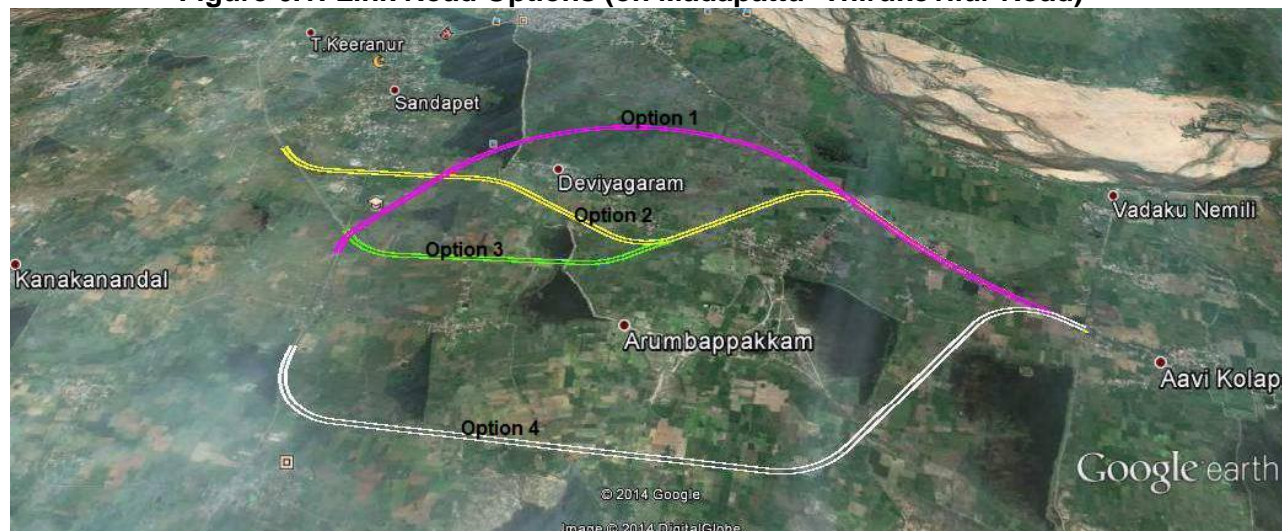 T.Keeranur
Sandapet
Option 1
Deviyagaram
Option 2
Vadaku Nemili
Option 3
Kanakanandal
Arumbappakkam
Aavi Kolap
Option 4
Google earth
© 2014 Google
Image © 2014 DigitalGlobe